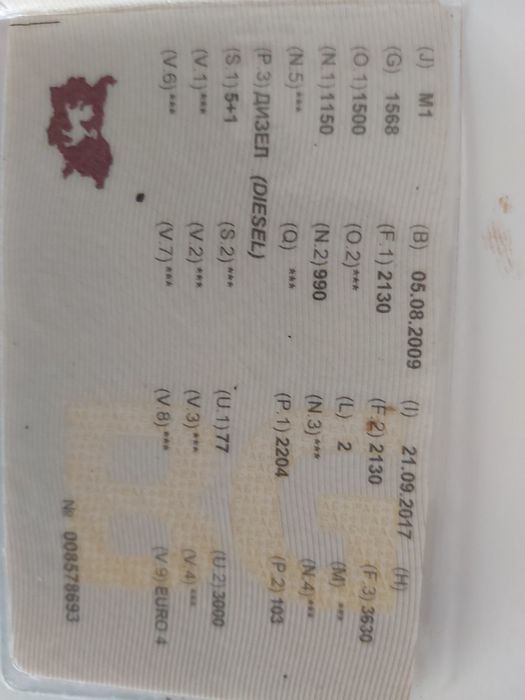 (J) M1 (B) 05.08.2009 (I) 21.09.2017 (H)
(G) 1568 (F.1) 2130 (F.2) 2130 (F.3) 3630
(O.1)1500 (O.2)*** (L) 2 (M) ***
(N.1)1150 (N.2)990 (N.3)*** (N.4)***
(N.5)*** (Q) *** (P.1) 2204 (P.2) 103
(P.3)ДИЗЕЛ (DIESEL)
(S.1)5+1 (S.2)*** (U.1)77 (U.2)3000
(V.1)*** (V.2)*** (V.3)*** (V.4)***
(V.6)*** (V.7)*** (V.8)*** (V.9)EURO 4
№ 008578693
BG